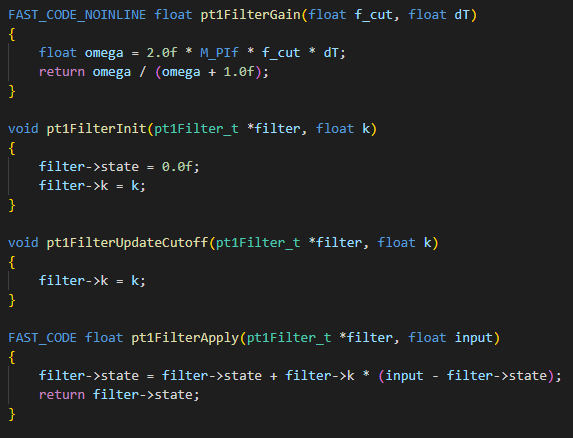 FAST_CODE_NOINLINE float pt1FilterGain(float f_cut, float dT)
{
    float omega = 2.0f * M_PIf * f_cut * dT;
    return omega / (omega + 1.0f);
}

void pt1FilterInit(pt1Filter_t *filter, float k)
{
    filter->state = 0.0f;
    filter->k = k;
}

void pt1FilterUpdateCutoff(pt1Filter_t *filter, float k)
{
    filter->k = k;
}

FAST_CODE float pt1FilterApply(pt1Filter_t *filter, float input)
{
    filter->state = filter->state + filter->k * (input - filter->state);
    return filter->state;
}